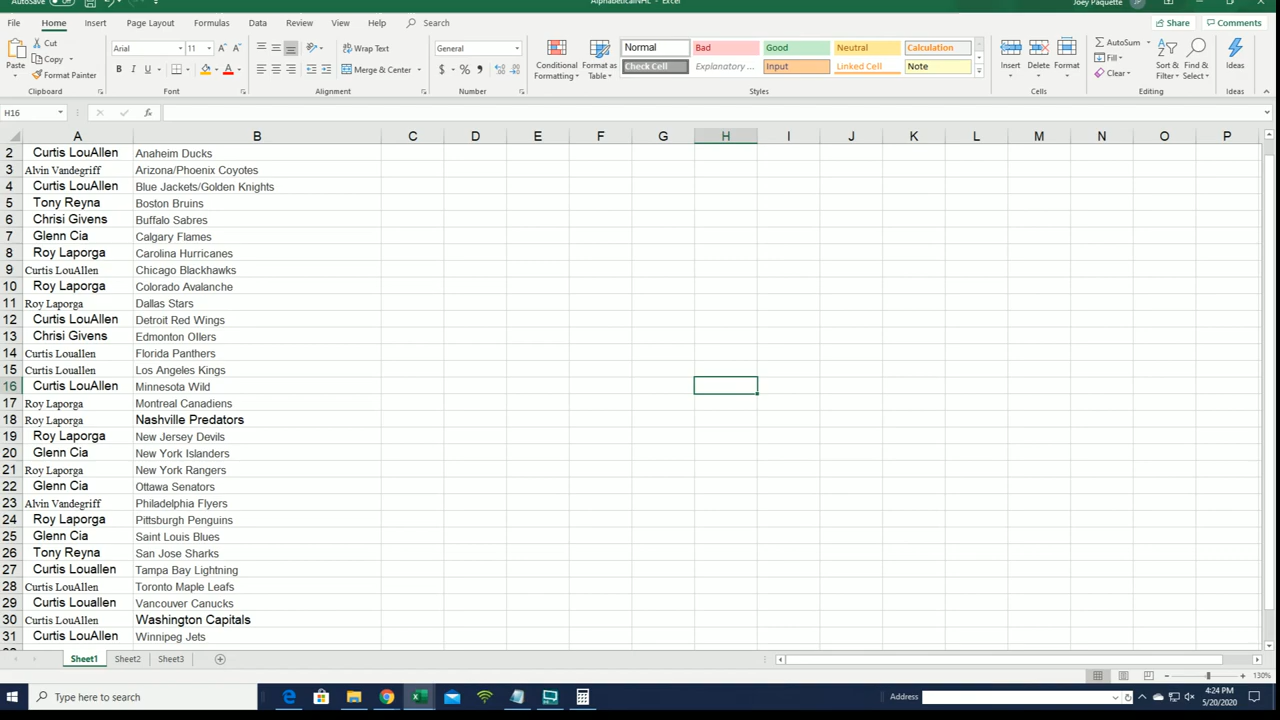 AutoSave Off AlphabeticalNHL - Excel Joey Paquette JP
File Home Insert Page Layout Formulas Data Review View Help Search Share Comments
Paste Cut Copy Format Painter Clipboard
Arial 11 A A B I U A Font
Wrap Text Merge & Center Alignment
General $ % , Number
Conditional Formatting Format as Table
Normal Bad Good Neutral Calculation
Check Cell Explanatory ... Input Linked Cell Note
Styles
Insert Delete Format Cells
AutoSum Fill Clear Sort & Filter Find & Select Editing
Ideas Ideas
H16 fx
A B C D E F G H I J K L M N O P
2 Curtis LouAllen Anaheim Ducks
3 Alvin Vandegriff Arizona/Phoenix Coyotes
4 Curtis LouAllen Blue Jackets/Golden Knights
5 Tony Reyna Boston Bruins
6 Chrisi Givens Buffalo Sabres
7 Glenn Cia Calgary Flames
8 Roy Laporga Carolina Hurricanes
9 Curtis LouAllen Chicago Blackhawks
10 Roy Laporga Colorado Avalanche
11 Roy Laporga Dallas Stars
12 Curtis LouAllen Detroit Red Wings
13 Chrisi Givens Edmonton OIlers
14 Curtis Louallen Florida Panthers
15 Curtis Louallen Los Angeles Kings
16 Curtis LouAllen Minnesota Wild
17 Roy Laporga Montreal Canadiens
18 Roy Laporga Nashville Predators
19 Roy Laporga New Jersey Devils
20 Glenn Cia New York Islanders
21 Roy Laporga New York Rangers
22 Glenn Cia Ottawa Senators
23 Alvin Vandegriff Philadelphia Flyers
24 Roy Laporga Pittsburgh Penguins
25 Glenn Cia Saint Louis Blues
26 Tony Reyna San Jose Sharks
27 Curtis Louallen Tampa Bay Lightning
28 Curtis LouAllen Toronto Maple Leafs
29 Curtis Louallen Vancouver Canucks
30 Curtis LouAllen Washington Capitals
31 Curtis LouAllen Winnipeg Jets
Sheet1 Sheet2 Sheet3
130%
Type here to search Address 4:24 PM
5/20/2020